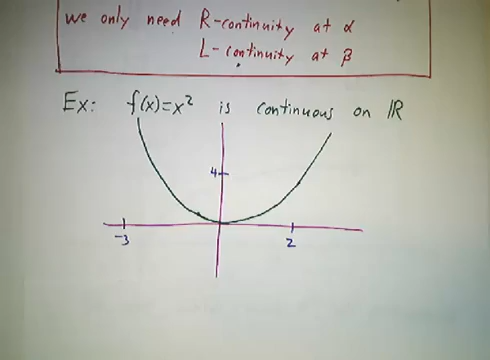 we only need R-continuity at α
L-continuity at β
Ex: f(x)=x² is continuous on ℝ
4
-3
2